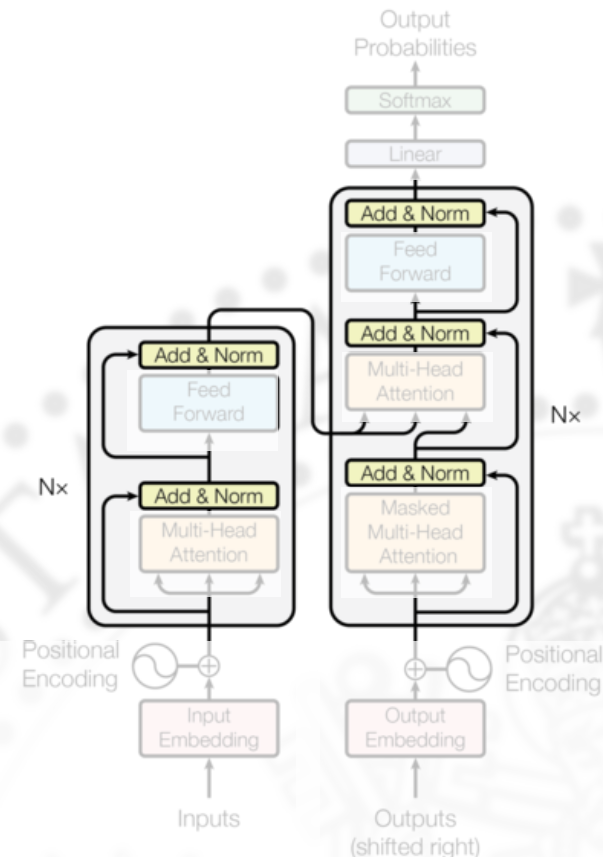 Output
Probabilities
Softmax
Linear
Add & Norm
Feed
Forward
Add & Norm
Multi-Head
Attention
Nx
Add & Norm
Masked
Multi-Head
Attention
Add & Norm
Feed
Forward
Nx
Add & Norm
Multi-Head
Attention
Positional
Encoding
Positional
Encoding
Input
Embedding
Output
Embedding
Inputs
Outputs
(shifted right)